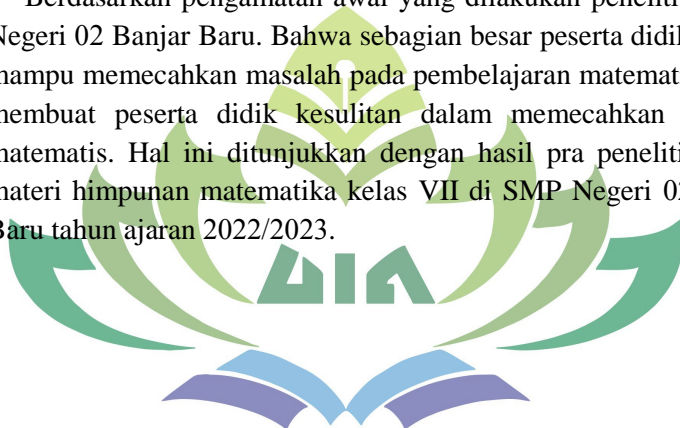 Berdasarkan pengamatan awal yang dilakukan peneliti
Negeri 02 Banjar Baru. Bahwa sebagian besar peserta didik
mampu memecahkan masalah pada pembelajaran matemat
membuat peserta didik kesulitan dalam memecahkan
matematis. Hal ini ditunjukkan dengan hasil pra peneliti
materi himpunan matematika kelas VII di SMP Negeri 02
Baru tahun ajaran 2022/2023.